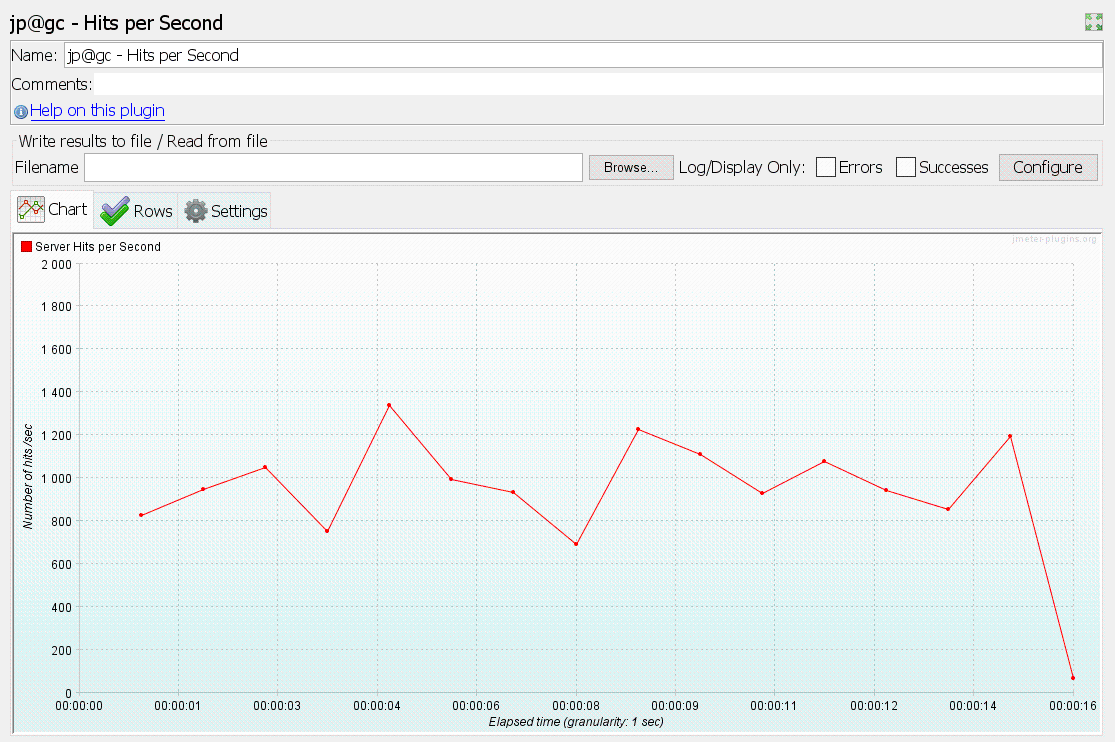 jp@gc - Hits per Second
Name: jp@gc - Hits per Second
Comments:
Help on this plugin
Write results to file / Read from file
Filename Browse... Log/Display Only: Errors Successes Configure
Chart Rows Settings
Server Hits per Second jmeter-plugins.org
2 000
1 800
1 600
1 400
1 200
1 000
800
600
400
200
0
Number of hits /sec
00:00:00 00:00:01 00:00:03 00:00:04 00:00:06 00:00:08 00:00:09 00:00:11 00:00:12 00:00:14 00:00:16
Elapsed time (granularity: 1 sec)